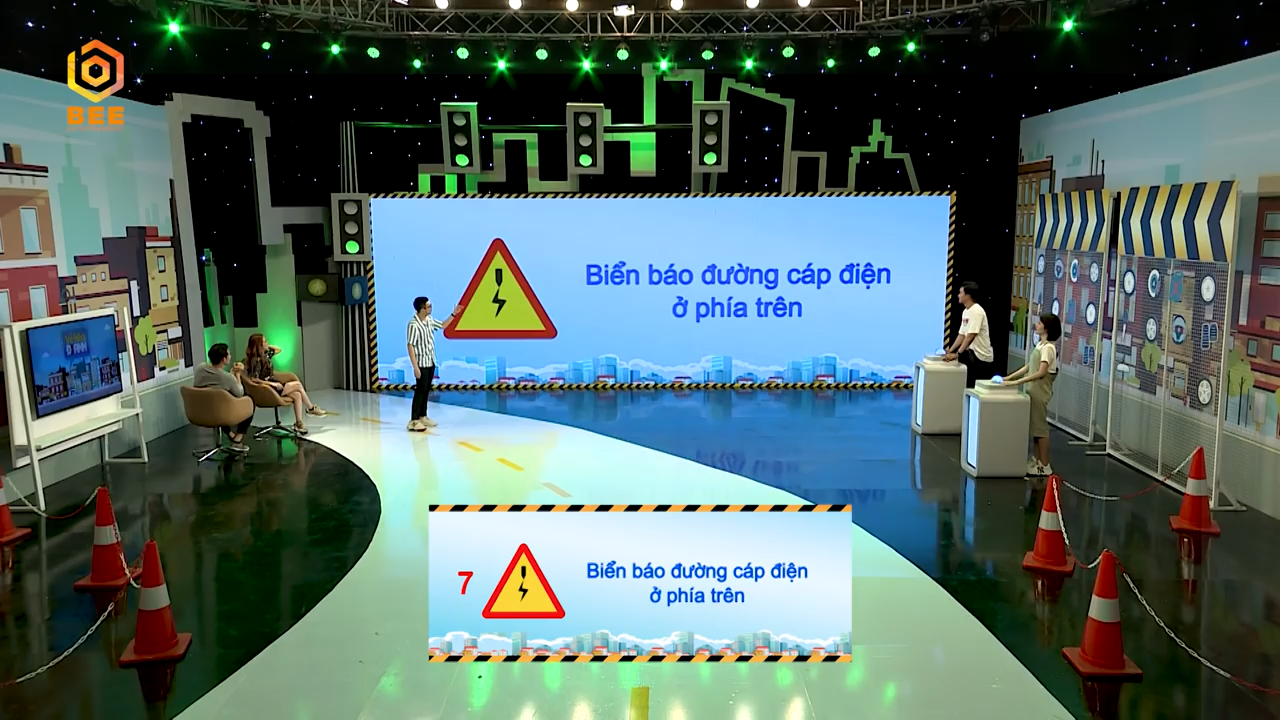 BEE
Biển báo đường cáp điện
ở phía trên
7
Biển báo đường cáp điện
ở phía trên